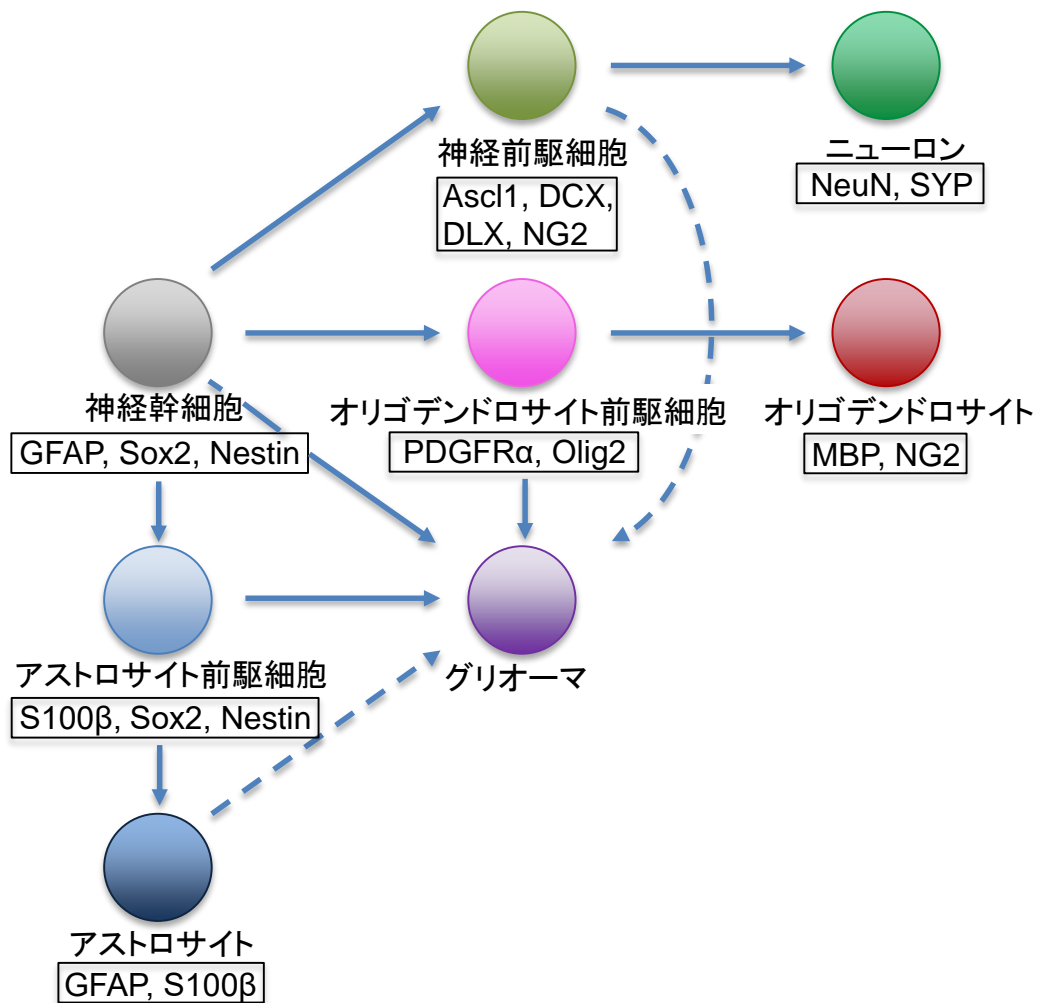 神経前駆細胞
Ascl1, DCX,
DLX, NG2
ニューロン
NeuN, SYP
神経幹細胞
GFAP, Sox2, Nestin
オリゴデンドロサイト前駆細胞
PDGFRα, Olig2
オリゴデンドロサイト
MBP, NG2
アストロサイト前駆細胞
S100β, Sox2, Nestin
グリオーマ
アストロサイト
GFAP, S100β